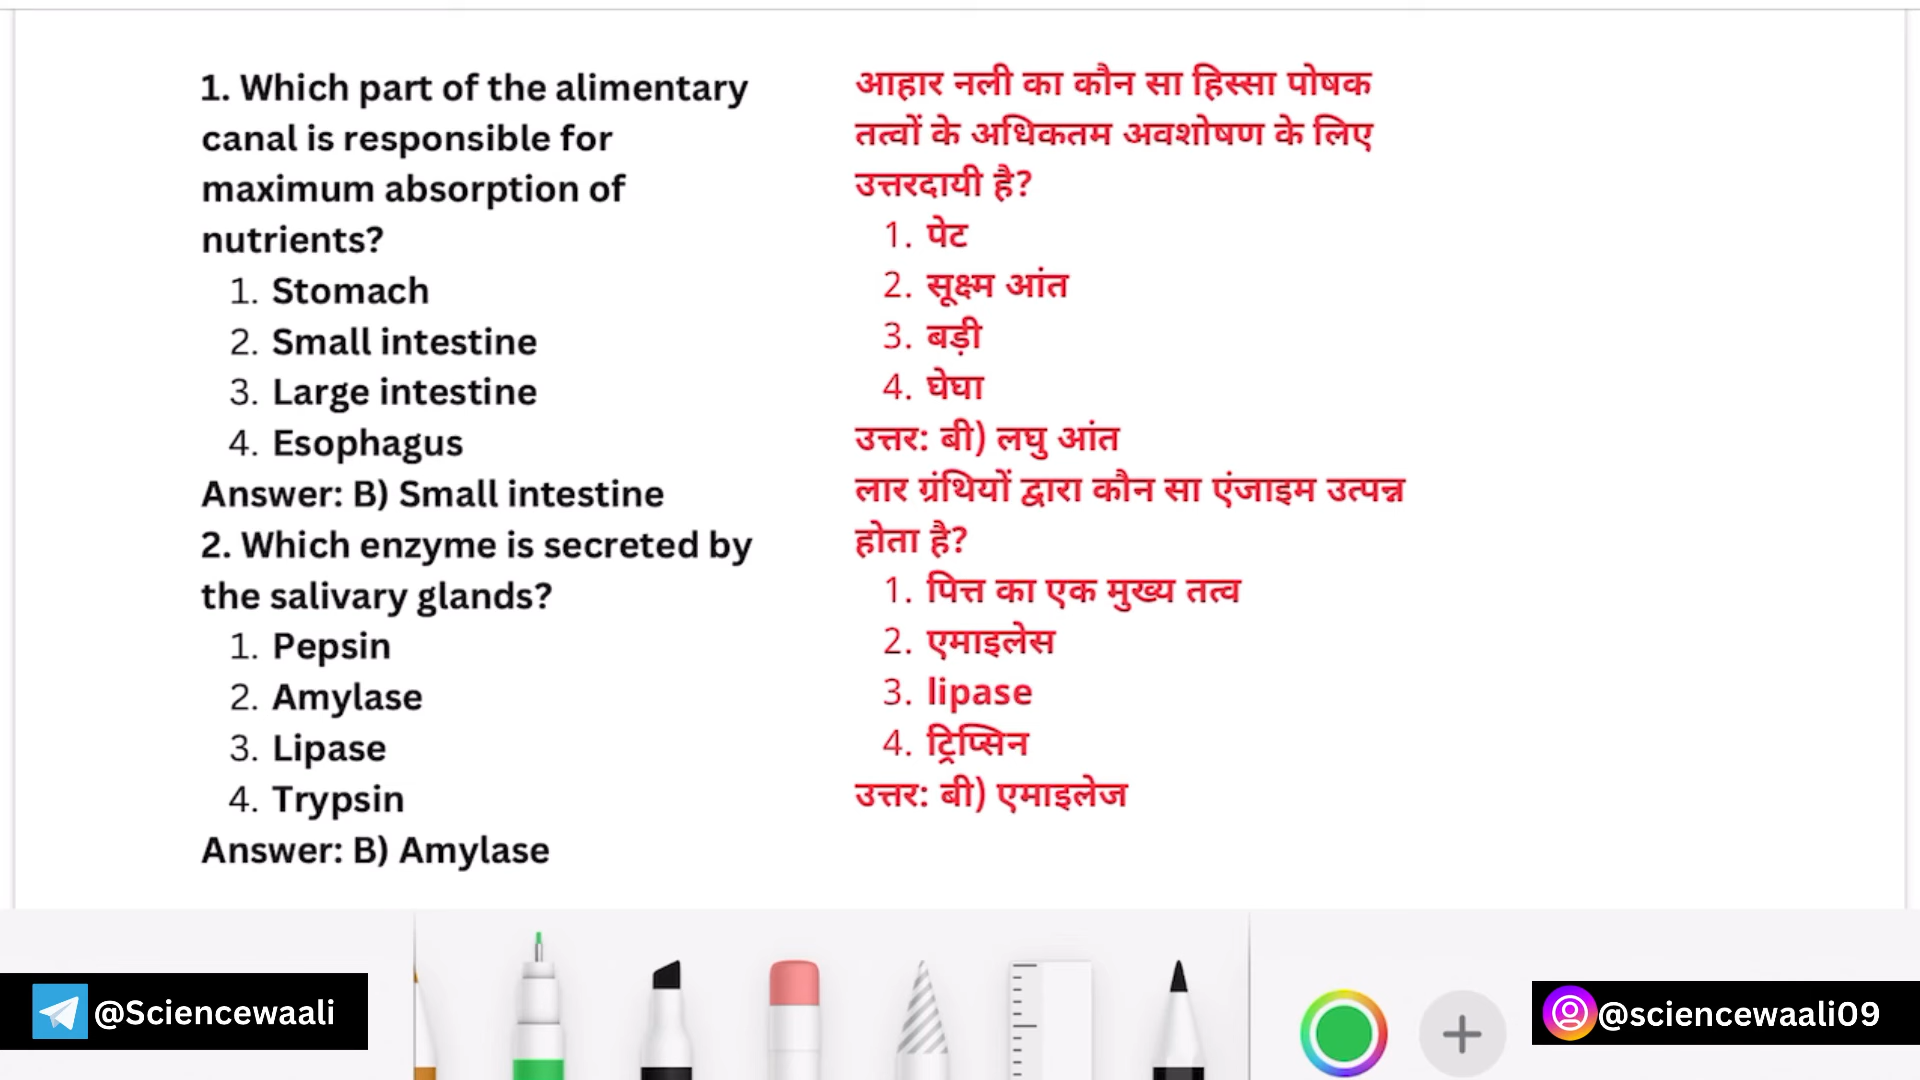 1. Which part of the alimentary
canal is responsible for
maximum absorption of
nutrients?
1. Stomach
2. Small intestine
3. Large intestine
4. Esophagus
Answer: B) Small intestine
2. Which enzyme is secreted by
the salivary glands?
1. Pepsin
2. Amylase
3. Lipase
4. Trypsin
Answer: B) Amylase
आहार नली का कौन सा हिस्सा पोषक
तत्वों के अधिकतम अवशोषण के लिए
उत्तरदायी है?
1. पेट
2. सूक्ष्म आंत
3. बड़ी
4. घेघा
उत्तर: बी) लघु आंत
लार ग्रंथियों द्वारा कौन सा एंजाइम उत्पन्न
होता है?
1. पित्त का एक मुख्य तत्व
2. एमाइलेस
3. lipase
4. ट्रिप्सिन
उत्तर: बी) एमाइलेज
@Sciencewaali
@sciencewaali09